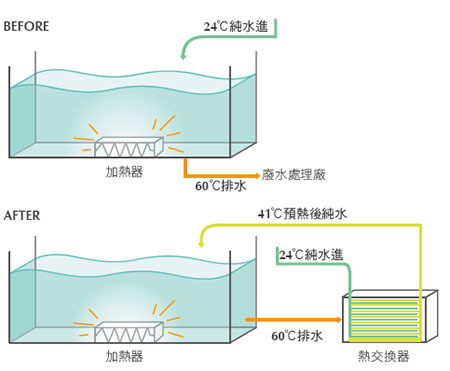 BEFORE
24℃純水進
加熱器
60℃排水
廢水處理廠
AFTER
41℃預熱後純水
24℃純水進
加熱器
60℃排水
熱交換器